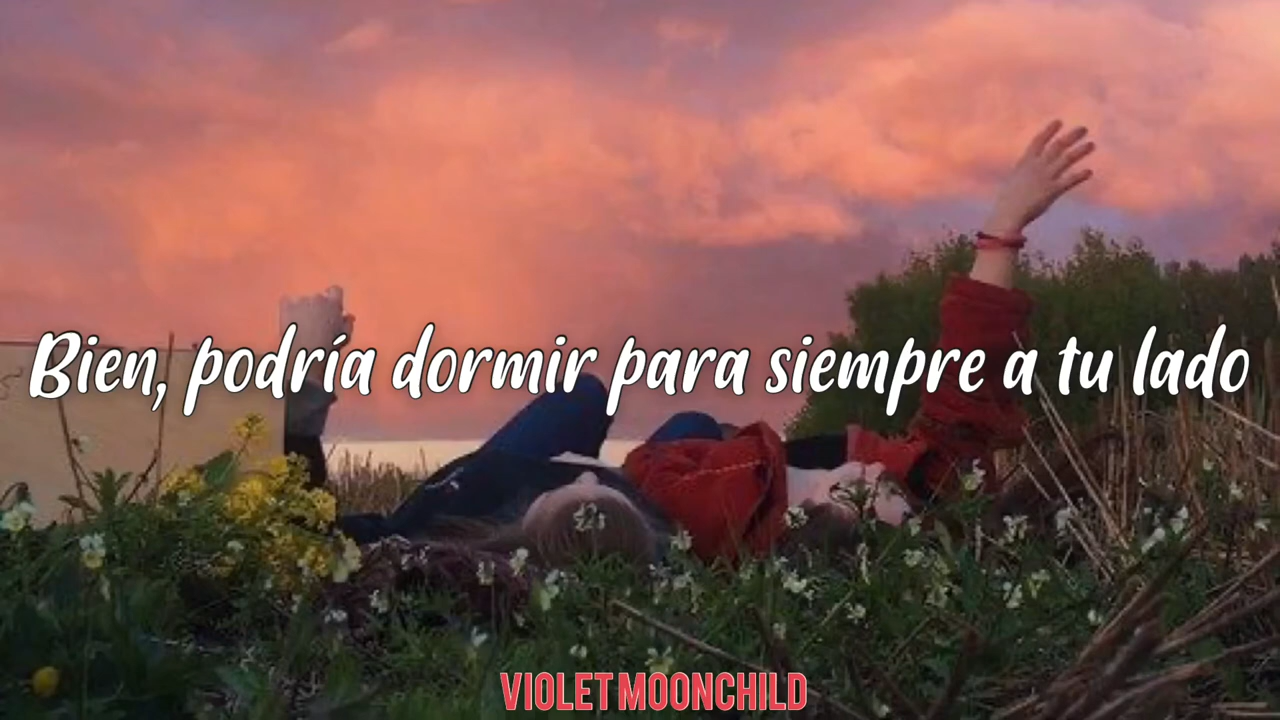 Bien, podría dormir para siempre a tu lado
VIOLET MOONCHILD